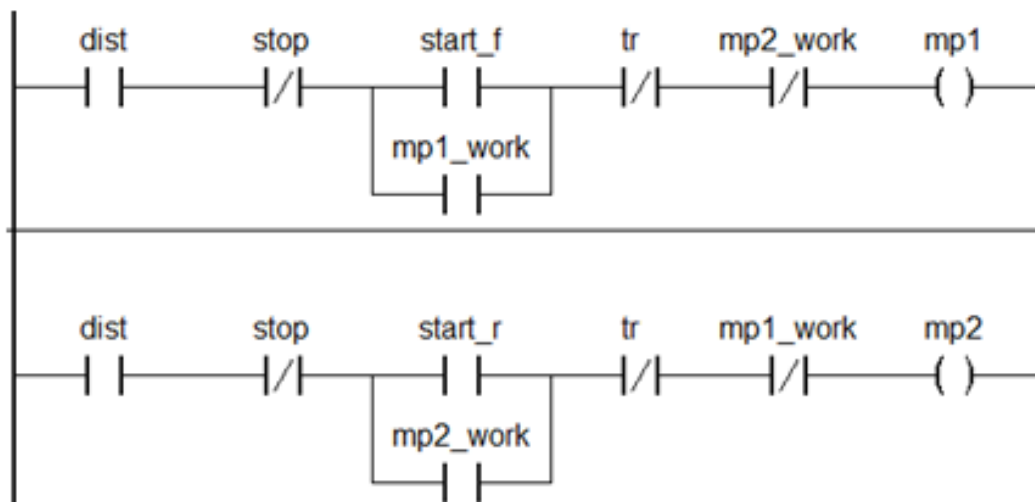 dist stop start_f tr mp2_work mp1
mp1_work
dist stop start_r tr mp1_work mp2
mp2_work